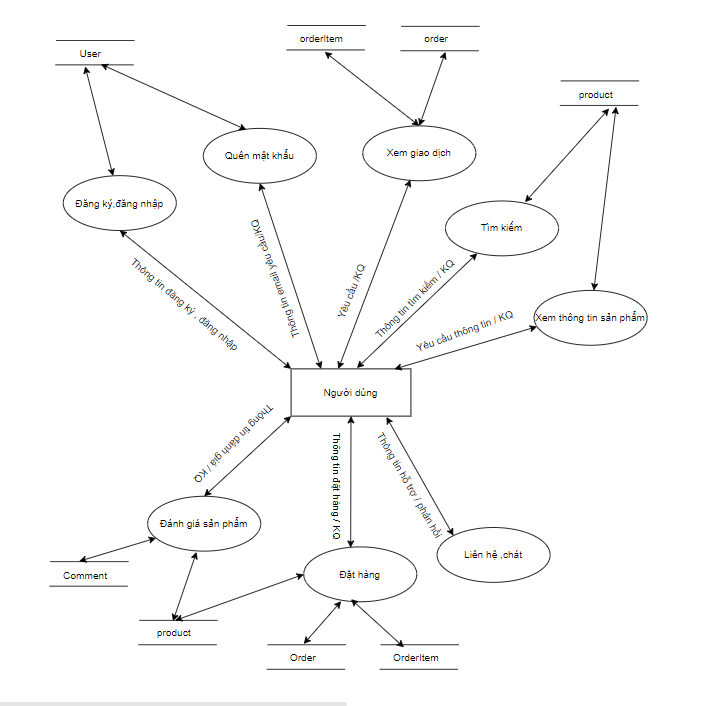 orderItem
order
User
product
Quên mật khẩu
Xem giao dịch
Đăng ký,đăng nhập
Tìm kiếm
Thông tin email yêu cầu/KQ
Yêu cầu /KQ
Thông tin đăng ký , đăng nhập
Thông tin tìm kiếm / KQ
Xem thông tin sản phẩm
Yêu cầu thông tin / KQ
Người dùng
Thông tin đánh giá / KQ
Thông tin đặt hàng / KQ
Thông tin hỗ trợ / phản hồi
Đánh giá sản phẩm
Liên hệ ,chát
Comment
Đặt hàng
product
Order
OrderItem